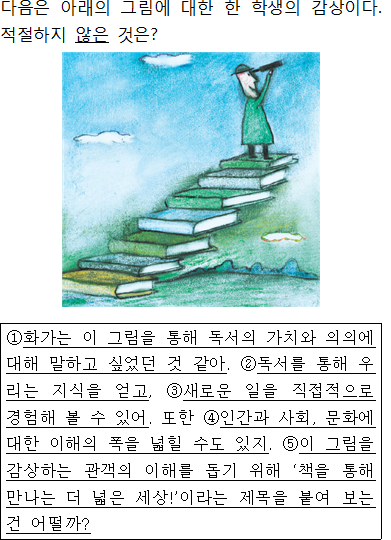 다음은 아래의 그림에 대한 한 학생의 감상이다.
적절하지 않은 것은?
①화가는 이 그림을 통해 독서의 가치와 의의에
대해 말하고 싶었던 것 같아. ②독서를 통해 우
리는 지식을 얻고, ③새로운 일을 직접적으로
경험해 볼 수 있어. 또한 ④인간과 사회, 문화에
대한 이해의 폭을 넓힐 수도 있지. ⑤이 그림을
감상하는 관객의 이해를 돕기 위해 ‘책을 통해
만나는 더 넓은 세상!’이라는 제목을 붙여 보는
건 어떨까?